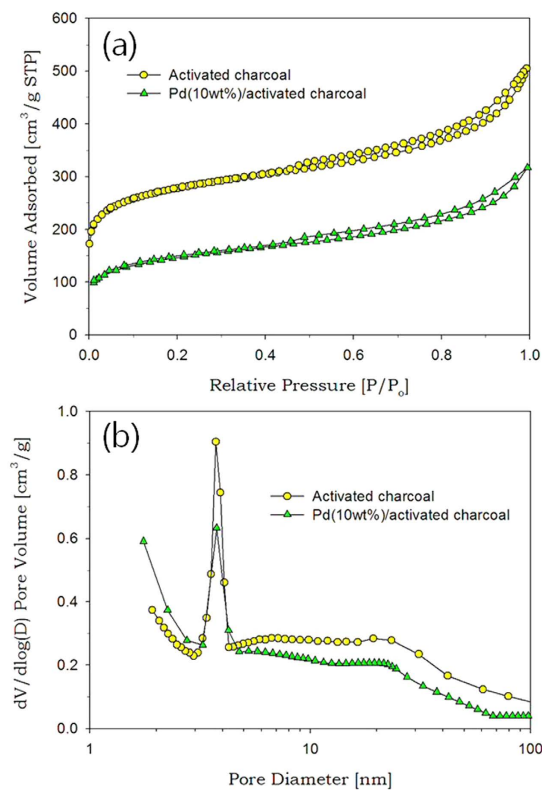 (a)
600
500
400
300
200
100
0
Volume Adsorbed [cm³/g STP]
Activated charcoal
Pd(10wt%)/activated charcoal
0.0 0.2 0.4 0.6 0.8 1.0
Relative Pressure [P/Pₒ]
(b)
1.0
0.8
0.6
0.4
0.2
0.0
dV/dlog(D) Pore Volume [cm³/g]
Activated charcoal
Pd(10wt%)/activated charcoal
1 10 100
Pore Diameter [nm]